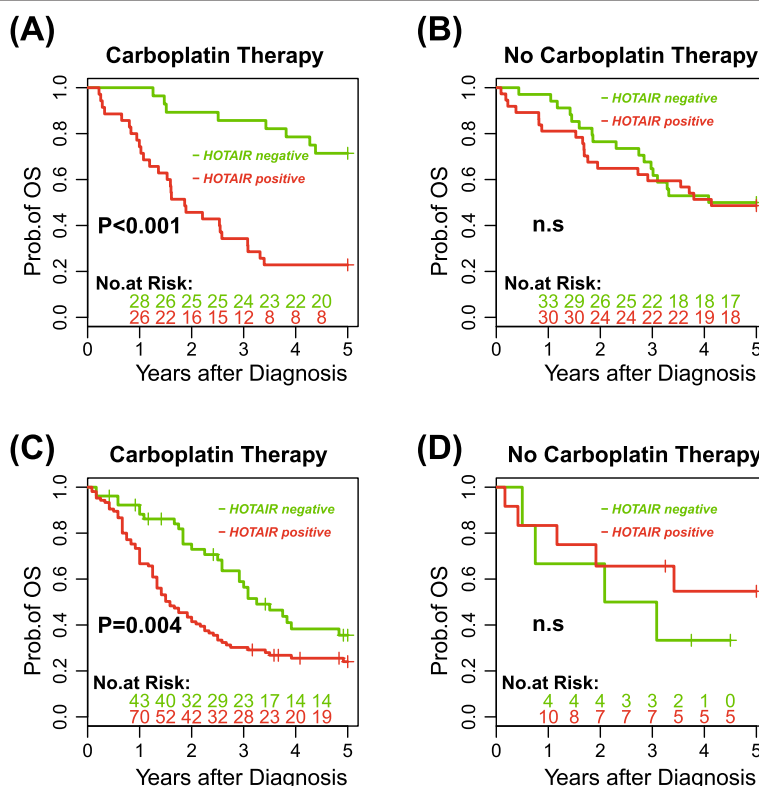 (A)
Carboplatin Therapy
Prob.of OS
1.0
0.8
0.6
0.4
0.2
0.0
HOTAIR negative
HOTAIR positive
P<0.001
No.at Risk:
28 26 25 25 24 23 22 20
26 22 16 15 12 8 8 8
0 1 2 3 4 5
Years after Diagnosis
(B)
No Carboplatin Therapy
Prob.of OS
1.0
0.8
0.6
0.4
0.2
0.0
HOTAIR negative
HOTAIR positive
n.s
No.at Risk:
33 29 26 25 22 18 18 17
30 30 24 24 22 22 19 18
0 1 2 3 4 5
Years after Diagnosis
(C)
Carboplatin Therapy
Prob.of OS
1.0
0.8
0.6
0.4
0.2
0.0
HOTAIR negative
HOTAIR positive
P=0.004
No.at Risk:
43 40 32 29 23 17 14 14
70 52 42 32 28 23 20 19
0 1 2 3 4 5
Years after Diagnosis
(D)
No Carboplatin Therapy
Prob.of OS
1.0
0.8
0.6
0.4
0.2
0.0
HOTAIR negative
HOTAIR positive
n.s
No.at Risk:
4 4 4 3 3 2 1 0
10 8 7 7 7 5 5 5
0 1 2 3 4 5
Years after Diagnosis